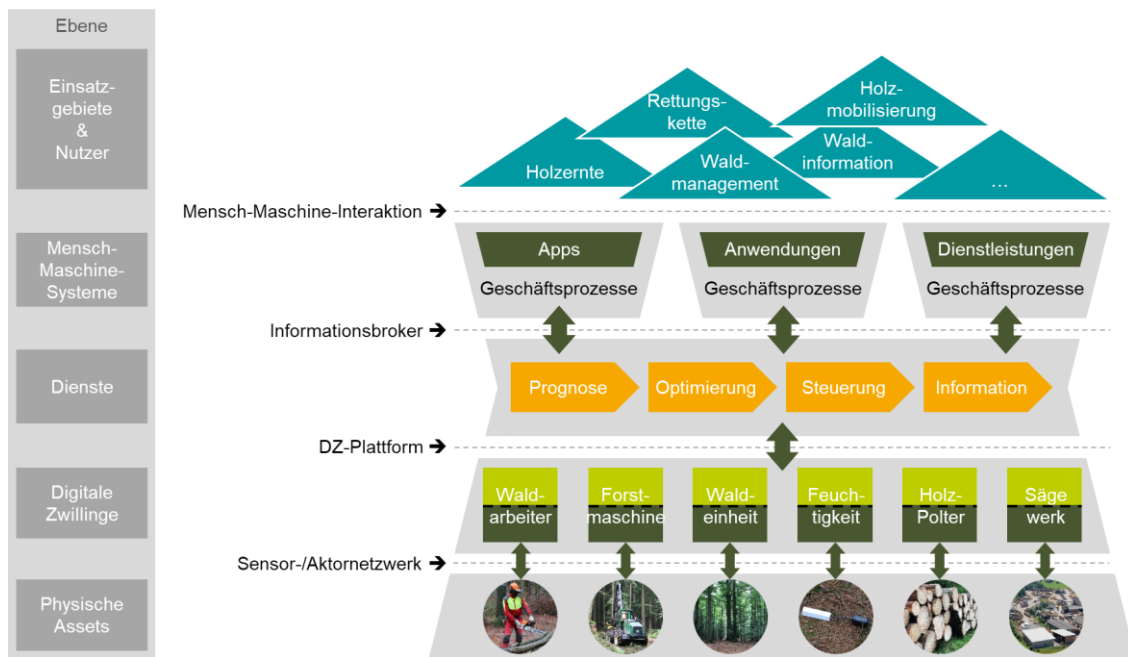 Ebene
Einsatz-
gebiete
&
Nutzer
Rettungs-
kette
Holz-
mobilisierung
Holzernte
Wald-
management
Wald-
information
...
Mensch-Maschine-Interaktion ➔
Mensch-
Maschine-
Systeme
Apps
Geschäftsprozesse
Anwendungen
Geschäftsprozesse
Dienstleistungen
Geschäftsprozesse
Informationsbroker ➔
Dienste
Prognose
Optimierung
Steuerung
Information
DZ-Plattform ➔
Digitale
Zwillinge
Wald-
arbeiter
Forst-
maschine
Wald-
einheit
Feuch-
tigkeit
Holz-
Polter
Säge
werk
Sensor-/Aktornetzwerk ➔
Physische
Assets